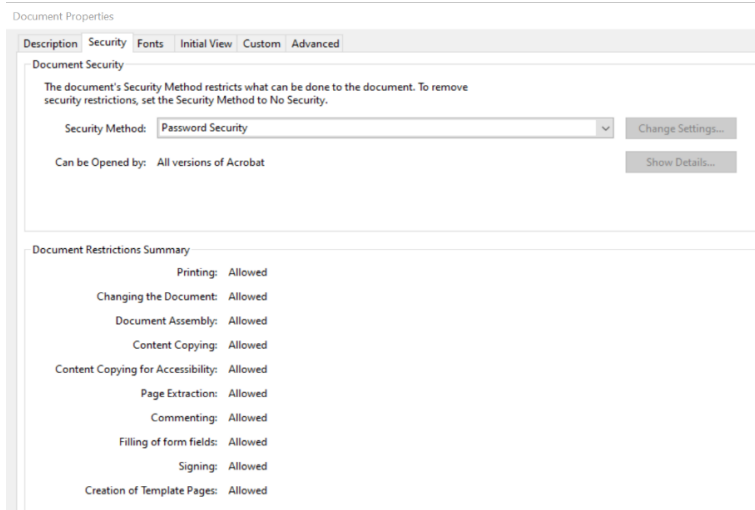 Document Properties
Description Security Fonts Initial View Custom Advanced
Document Security
The document's Security Method restricts what can be done to the document. To remove
security restrictions, set the Security Method to No Security.
Security Method: Password Security Change Settings...
Can be Opened by: All versions of Acrobat Show Details...
Document Restrictions Summary
Printing: Allowed
Changing the Document: Allowed
Document Assembly: Allowed
Content Copying: Allowed
Content Copying for Accessibility: Allowed
Page Extraction: Allowed
Commenting: Allowed
Filling of form fields: Allowed
Signing: Allowed
Creation of Template Pages: Allowed